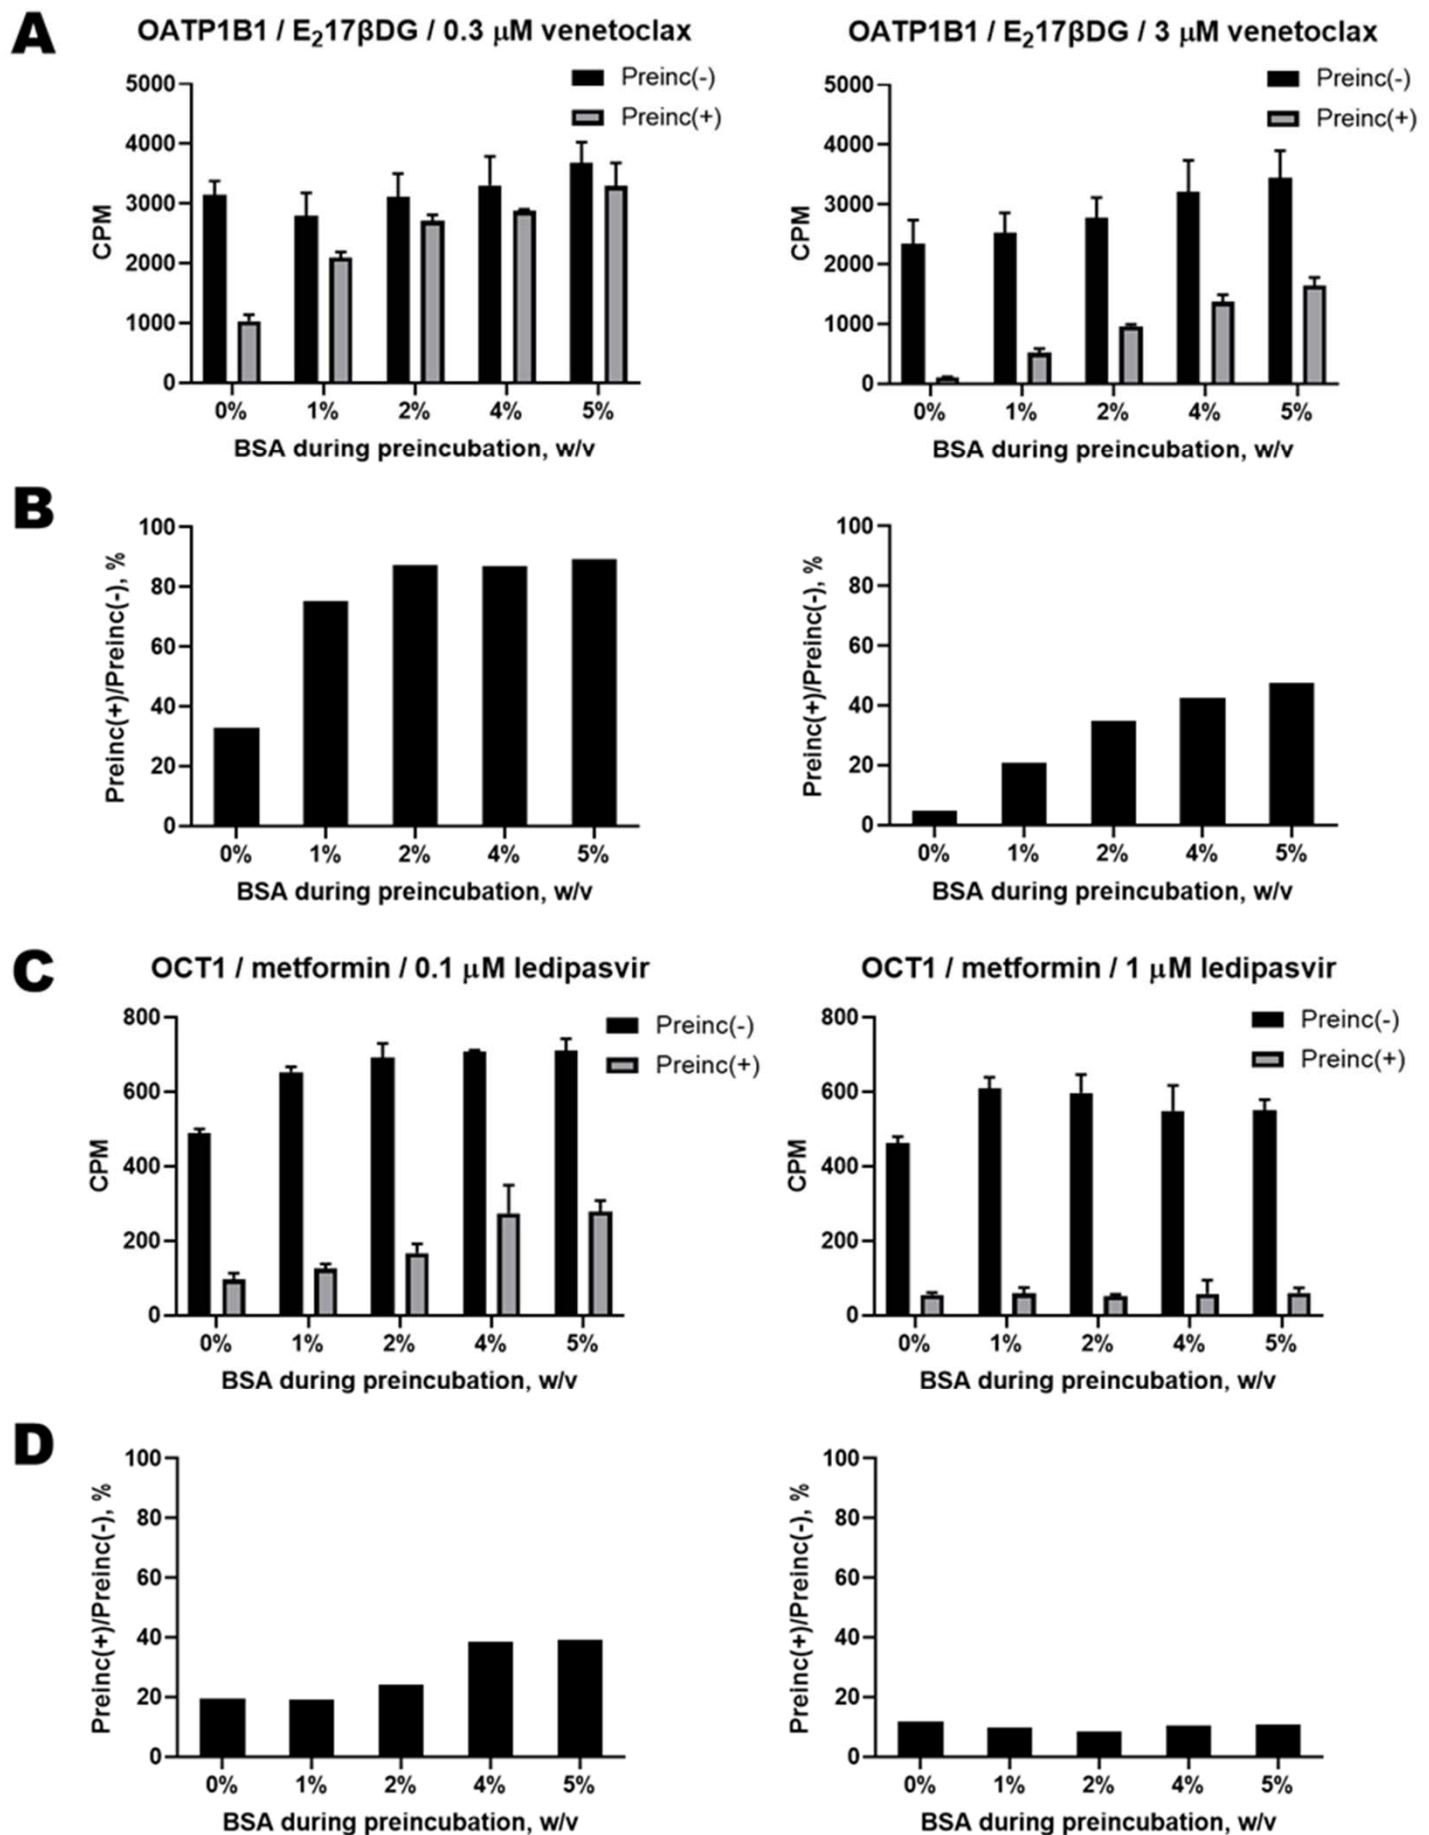 A
OATP1B1 / E₂17βDG / 0.3 μM venetoclax
Preinc(-)
Preinc(+)
CPM
5000
4000
3000
2000
1000
0
0% 1% 2% 4% 5%
BSA during preincubation, w/v
OATP1B1 / E₂17βDG / 3 μM venetoclax
Preinc(-)
Preinc(+)
CPM
5000
4000
3000
2000
1000
0
0% 1% 2% 4% 5%
BSA during preincubation, w/v
B
Preinc(+)/Preinc(-), %
100
80
60
40
20
0
0% 1% 2% 4% 5%
BSA during preincubation, w/v
Preinc(+)/Preinc(-), %
100
80
60
40
20
0
0% 1% 2% 4% 5%
BSA during preincubation, w/v
C
OCT1 / metformin / 0.1 μM ledipasvir
Preinc(-)
Preinc(+)
CPM
800
600
400
200
0
0% 1% 2% 4% 5%
BSA during preincubation, w/v
OCT1 / metformin / 1 μM ledipasvir
Preinc(-)
Preinc(+)
CPM
800
600
400
200
0
0% 1% 2% 4% 5%
BSA during preincubation, w/v
D
Preinc(+)/Preinc(-), %
100
80
60
40
20
0
0% 1% 2% 4% 5%
BSA during preincubation, w/v
Preinc(+)/Preinc(-), %
100
80
60
40
20
0
0% 1% 2% 4% 5%
BSA during preincubation, w/v